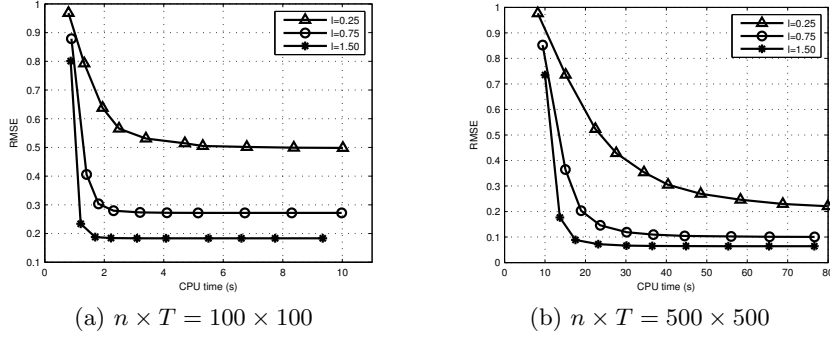 1
0.9
0.8
0.7
0.6
0.5
0.4
0.3
0.2
0.1
RMSE
0 2 4 6 8 10
CPU time (s)
l=0.25
l=0.75
l=1.50
(a) n × T = 100 × 100
1
0.9
0.8
0.7
0.6
0.5
0.4
0.3
0.2
0.1
0
RMSE
0 10 20 30 40 50 60 70 80
CPU time (s)
l=0.25
l=0.75
l=1.50
(b) n × T = 500 × 500